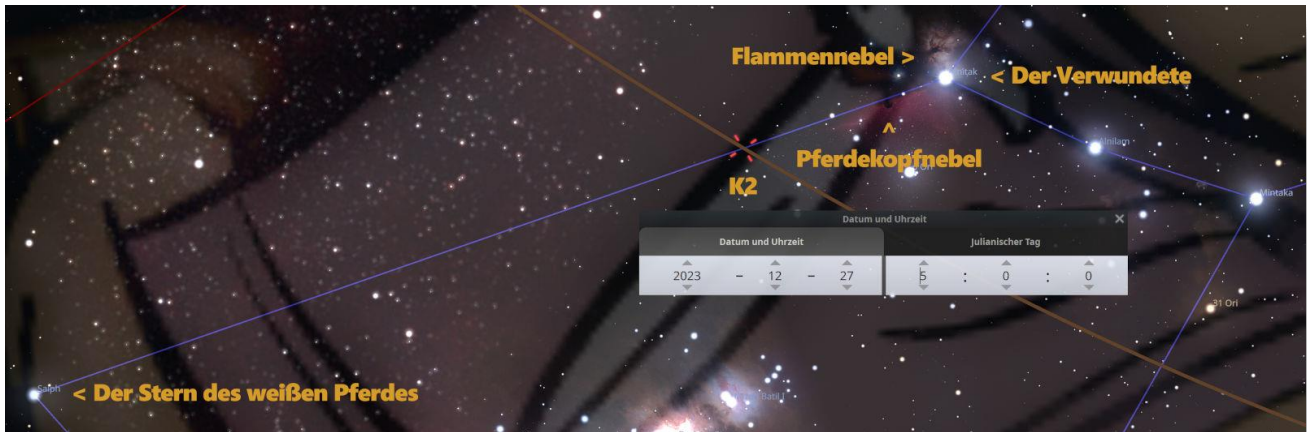 Flammennebel >
< Der Verwundete
Alnilam
^
Pferdekopfnebel
K2
Mintaka
Datum und Uhrzeit ✕
Datum und Uhrzeit Julianischer Tag
2023 – 12 – 27 5 : 0 : 0
31 Ori
Saiph
< Der Stern des weißen Pferdes